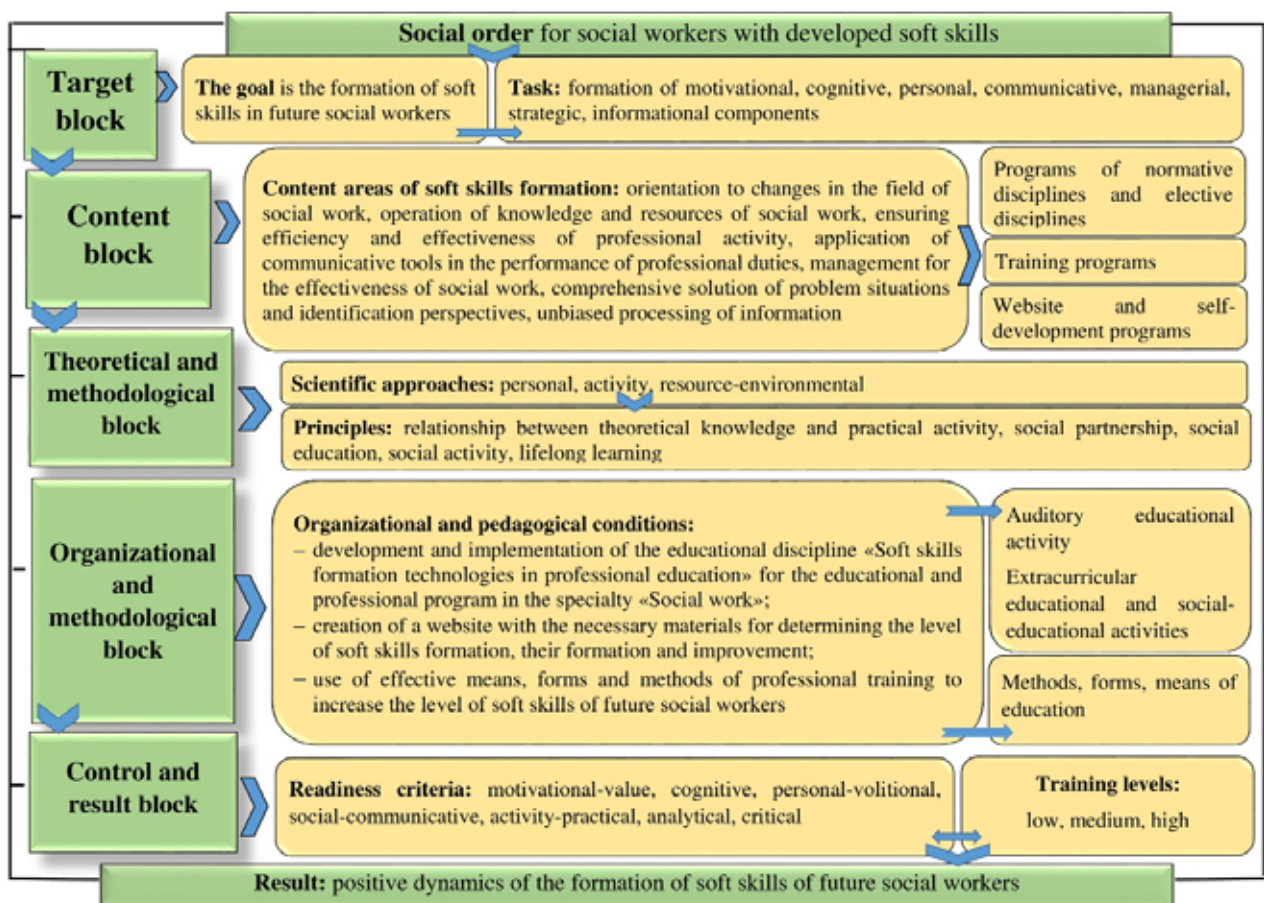 Social order for social workers with developed soft skills
Target
block
The goal is the formation of soft
skills in future social workers
Task: formation of motivational, cognitive, personal, communicative, managerial,
strategic, informational components
Content
block
Content areas of soft skills formation: orientation to changes in the field of
social work, operation of knowledge and resources of social work, ensuring
efficiency and effectiveness of professional activity, application of
communicative tools in the performance of professional duties, management for
the effectiveness of social work, comprehensive solution of problem situations
and identification perspectives, unbiased processing of information
Programs of normative
disciplines and elective
disciplines
Training programs
Website and self-
development programs
Theoretical and
methodological
block
Scientific approaches: personal, activity, resource-environmental
Principles: relationship between theoretical knowledge and practical activity, social partnership, social
education, social activity, lifelong learning
Organizational
and
methodological
block
Organizational and pedagogical conditions:
– development and implementation of the educational discipline «Soft skills
formation technologies in professional education» for the educational and
professional program in the specialty «Social work»;
– creation of a website with the necessary materials for determining the level
of soft skills formation, their formation and improvement;
– use of effective means, forms and methods of professional training to
increase the level of soft skills of future social workers
Auditory educational
activity
Extracurricular
educational and social-
educational activities
Methods, forms, means of
education
Control and
result block
Readiness criteria: motivational-value, cognitive, personal-volitional,
social-communicative, activity-practical, analytical, critical
Training levels:
low, medium, high
Result: positive dynamics of the formation of soft skills of future social workers